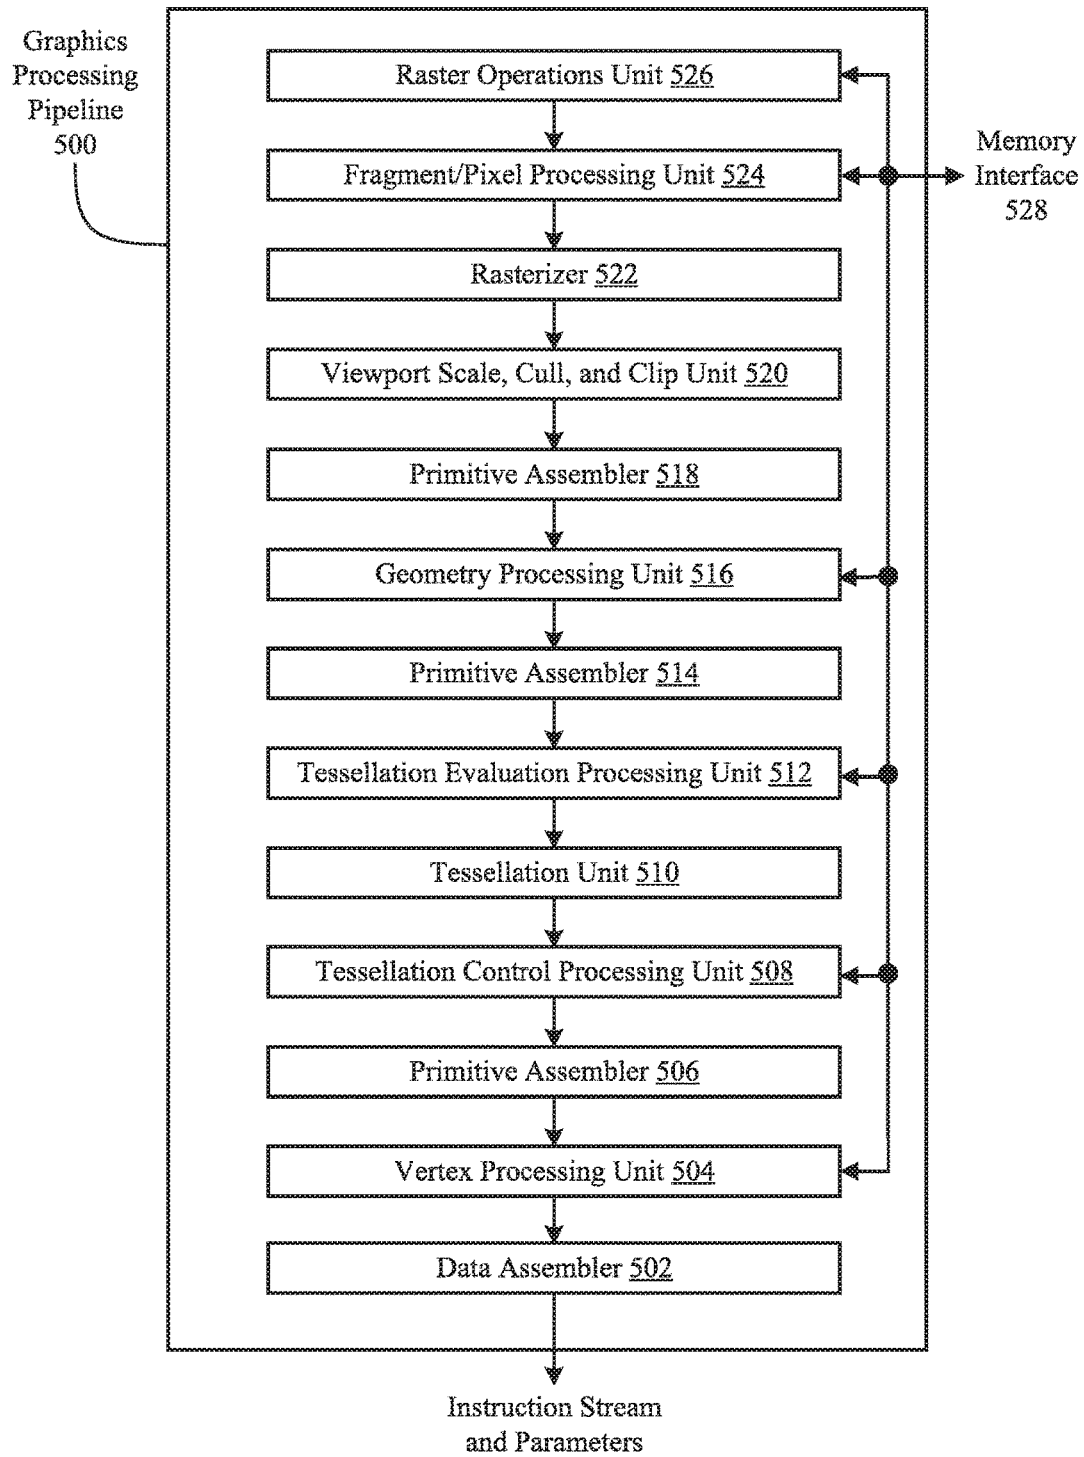 Graphics
Processing
Pipeline
500
Raster Operations Unit 526
Fragment/Pixel Processing Unit 524
Memory
Interface
528
Rasterizer 522
Viewport Scale, Cull, and Clip Unit 520
Primitive Assembler 518
Geometry Processing Unit 516
Primitive Assembler 514
Tessellation Evaluation Processing Unit 512
Tessellation Unit 510
Tessellation Control Processing Unit 508
Primitive Assembler 506
Vertex Processing Unit 504
Data Assembler 502
Instruction Stream
and Parameters